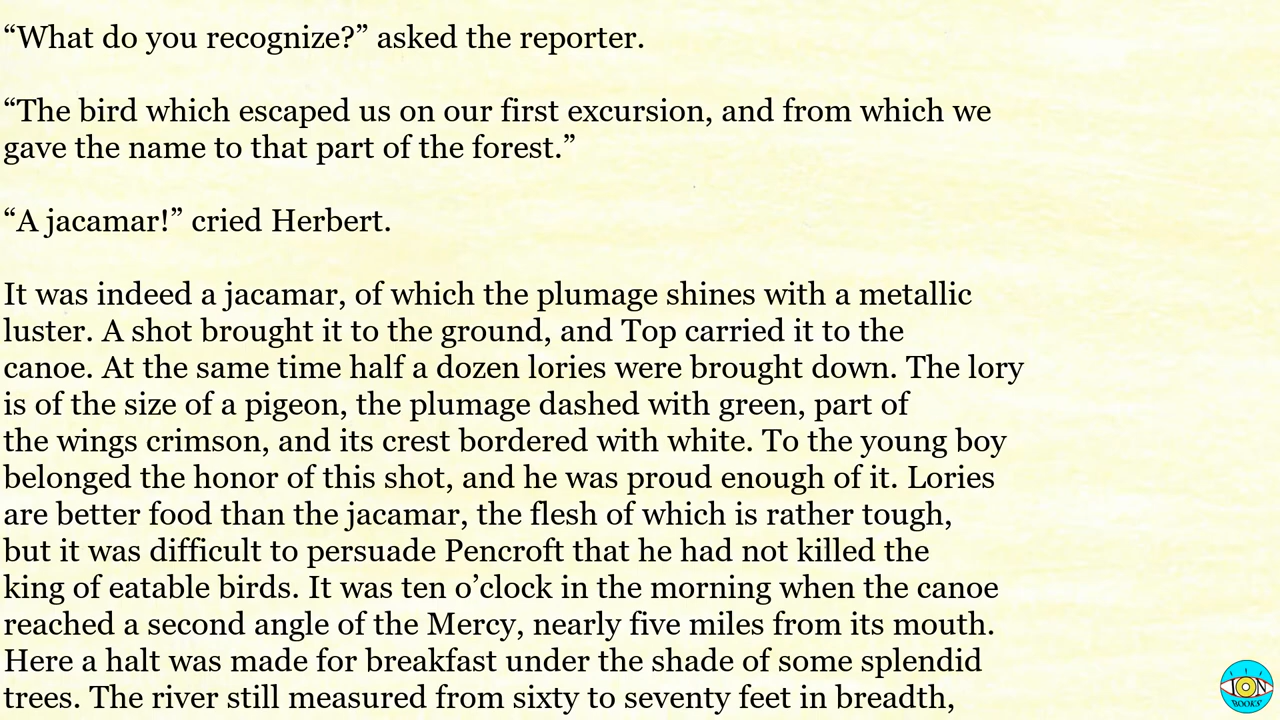 “What do you recognize?” asked the reporter.
“The bird which escaped us on our first excursion, and from which we
gave the name to that part of the forest.”
“A jacamar!” cried Herbert.
It was indeed a jacamar, of which the plumage shines with a metallic
luster. A shot brought it to the ground, and Top carried it to the
canoe. At the same time half a dozen lories were brought down. The lory
is of the size of a pigeon, the plumage dashed with green, part of
the wings crimson, and its crest bordered with white. To the young boy
belonged the honor of this shot, and he was proud enough of it. Lories
are better food than the jacamar, the flesh of which is rather tough,
but it was difficult to persuade Pencroft that he had not killed the
king of eatable birds. It was ten o’clock in the morning when the canoe
reached a second angle of the Mercy, nearly five miles from its mouth.
Here a halt was made for breakfast under the shade of some splendid
trees. The river still measured from sixty to seventy feet in breadth,
ION
BOOKS